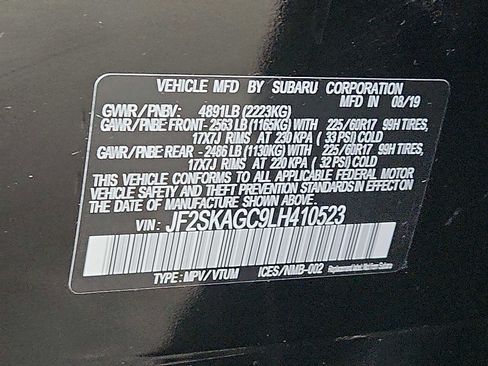 VEHICLE MFD BY SUBARU CORPORATION
MFD IN 08/19
GVWR/PNBV: 4891LB (2223KG)
GAWR/PNBE: FRONT- 2563 LB (1165KG) WITH 225/60R17 99H TIRES,
17X7J RIMS AT 230 KPA ( 33 PSI) COLD
GAWR/PNBE: REAR - 2486 LB (1130KG) WITH 225/60R17 99H TIRES,
17X7J RIMS AT 220 KPA ( 32 PSI) COLD
THIS VEHICLE CONFORMS TO ALL APPLICABLE FEDERAL MOTOR
VEHICLE SAFETY AND THEFT PREVENTION STANDARDS IN EFFECT
ON THE DATE OF MANUFACTURE SHOWN ABOVE.
VIN: JF2SKAGC9LH410523
TYPE: MPV/VTUM ICES/NMB-002